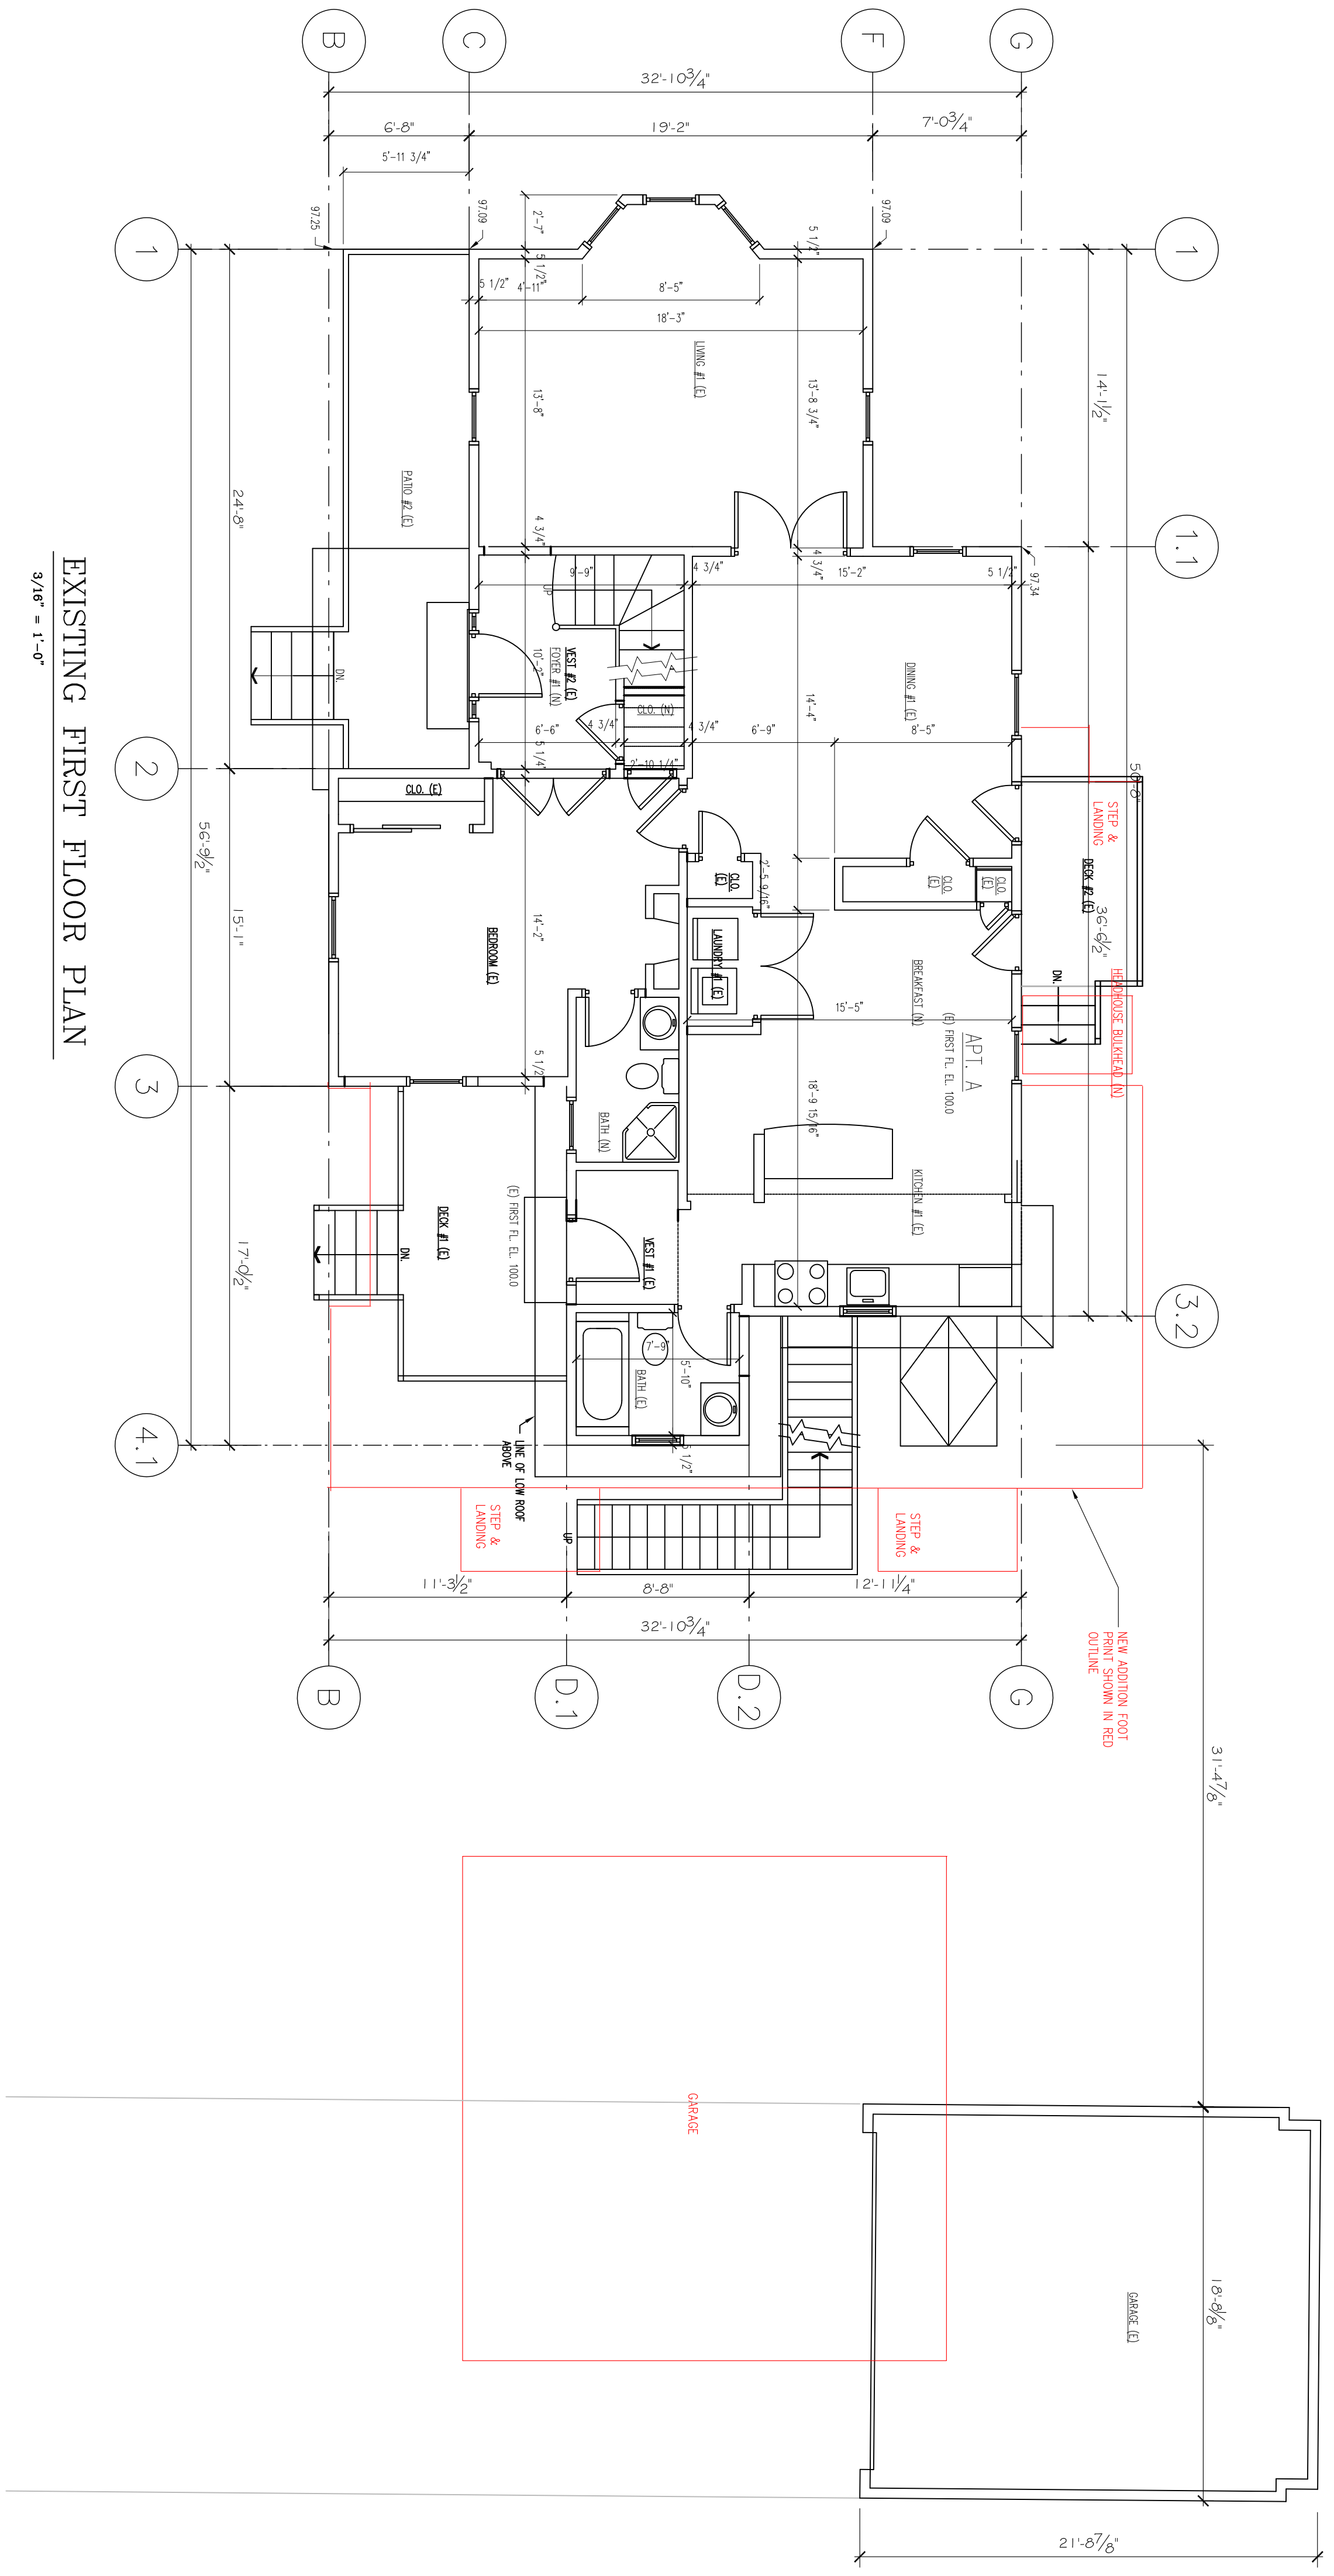 B
C
F
G
32'-10 3/4"
6'-8"
19'-2"
7'-0 3/4"
5'-11 3/4"
97.25
97.09
97.09
2'-7"
5 1/2"
5 1/2"
1
1
5 1/2"
4'-11"
8'-5"
18'-3"
LIVING #1 (E)
13'-8"
13'-8 3/4"
14'-1 1/2"
PATIO #2 (E)
24'-8"
4 3/4"
1.1
97.34
9'-9"
4 3/4"
4 3/4"
15'-2"
5 1/2"
UP
VEST #2 (E)
FOYER #1 (N)
10'-2"
DINING #1 (E)
DN.
CLO. (N)
14'-4"
6'-6"
4 3/4"
4 3/4"
6'-9"
8'-5"
5 1/4"
2'-10 1/4"
2
50'-8"
CLO. (E)
STEP &
LANDING
56'-9 1/2"
15'-1"
14'-2"
BEDROOM (E)
CLO.
(E)
2'-5 9/16"
CLO.
(E)
CLO.
(E)
DECK #2 (E)
36'-6 1/2"
LAUNDRY #1 (E)
BREAKFAST (N)
DN.
HEADHOUSE BULKHEAD (N)
15'-5"
APT. A
(E) FIRST FL. EL. 100.0
5 1/2"
3
18'-9 15/16"
BATH (N)
KITCHEN #1 (E)
(E) FIRST FL. EL. 100.0
DECK #1 (E)
DN.
VEST #1 (E)
17'-0 1/2"
3.2
7'-9"
5'-10"
BATH (E)
5 1/2"
4.1
LINE OF LOW ROOF
ABOVE
STEP &
LANDING
UP
STEP &
LANDING
11'-3 1/2"
8'-8"
12'-11 1/4"
32'-10 3/4"
B
D.1
D.2
G
NEW ADDITION FOOT
PRINT SHOWN IN RED
OUTLINE
31'-4 7/8"
GARAGE
GARAGE (E)
18'-8 1/8"
21'-8 7/8"
EXISTING FIRST FLOOR PLAN
3/16" = 1'-0"